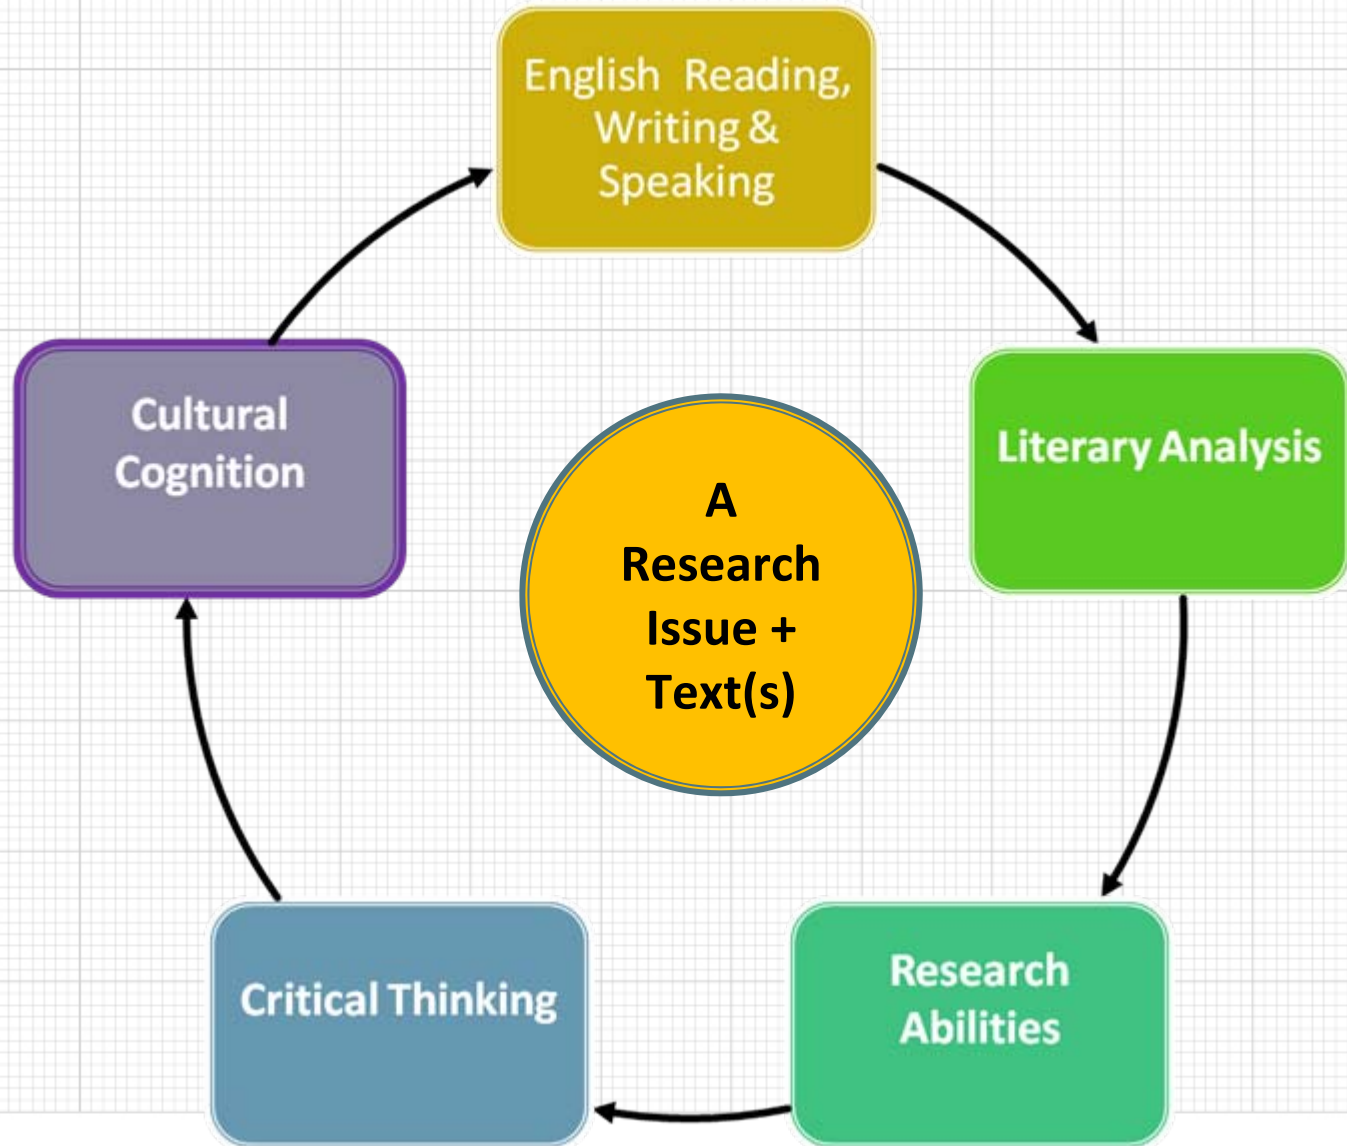 English Reading,
Writing &
Speaking
Cultural
Cognition
Literary Analysis
A
Research
Issue +
Text(s)
Critical Thinking
Research
Abilities